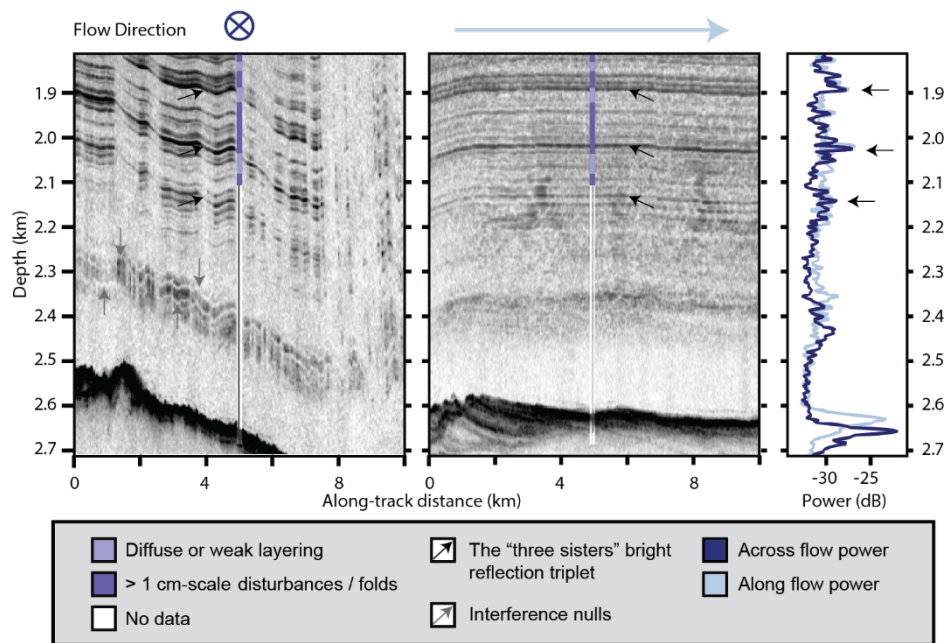 Flow Direction
1.9
2.0
2.1
2.2
2.3
2.4
2.5
2.6
2.7
Depth (km)
1.9
2.0
2.1
2.2
2.3
2.4
2.5
2.6
2.7
0
4
8
0
4
8
-30
-25
Along-track distance (km)
Power (dB)
Diffuse or weak layering
> 1 cm-scale disturbances / folds
No data
The “three sisters” bright
reflection triplet
Interference nulls
Across flow power
Along flow power